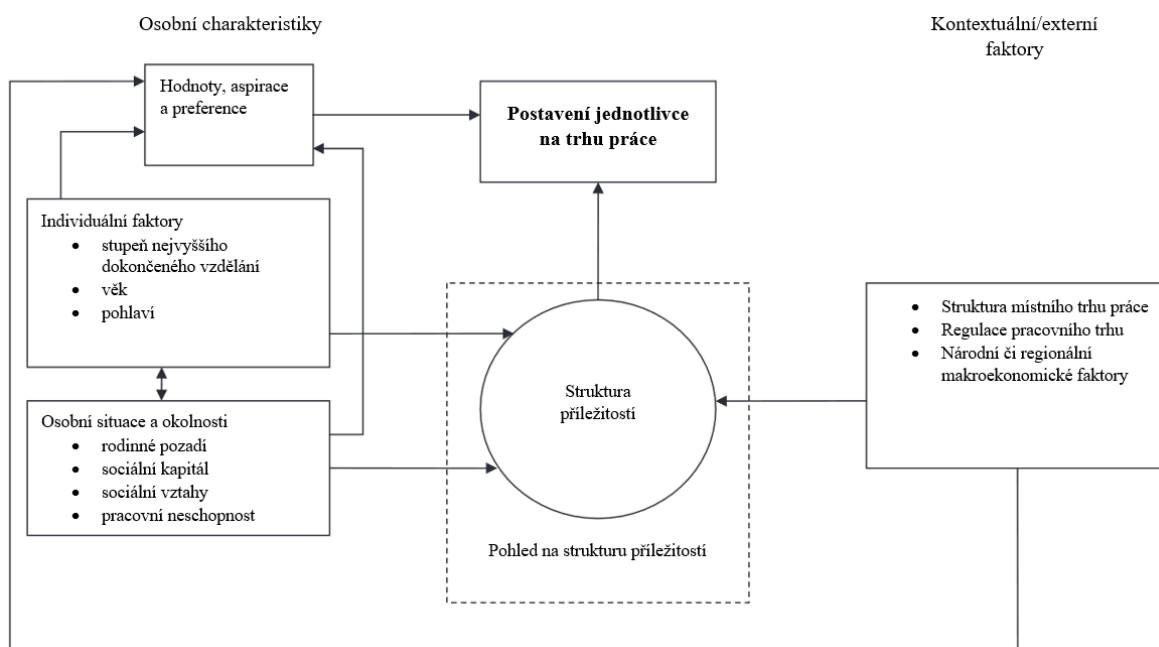 Osobní charakteristiky
Kontextuální/externí
faktory
Hodnoty, aspirace
a preference
Postavení jednotlivce
na trhu práce
Individuální faktory
• stupeň nejvyššího
dokončeného vzdělání
• věk
• pohlaví
Struktura
příležitostí
• Struktura místního trhu práce
• Regulace pracovního trhu
• Národní či regionální
makroekonomické faktory
Osobní situace a okolnosti
• rodinné pozadí
• sociální kapitál
• sociální vztahy
• pracovní neschopnost
Pohled na strukturu příležitostí